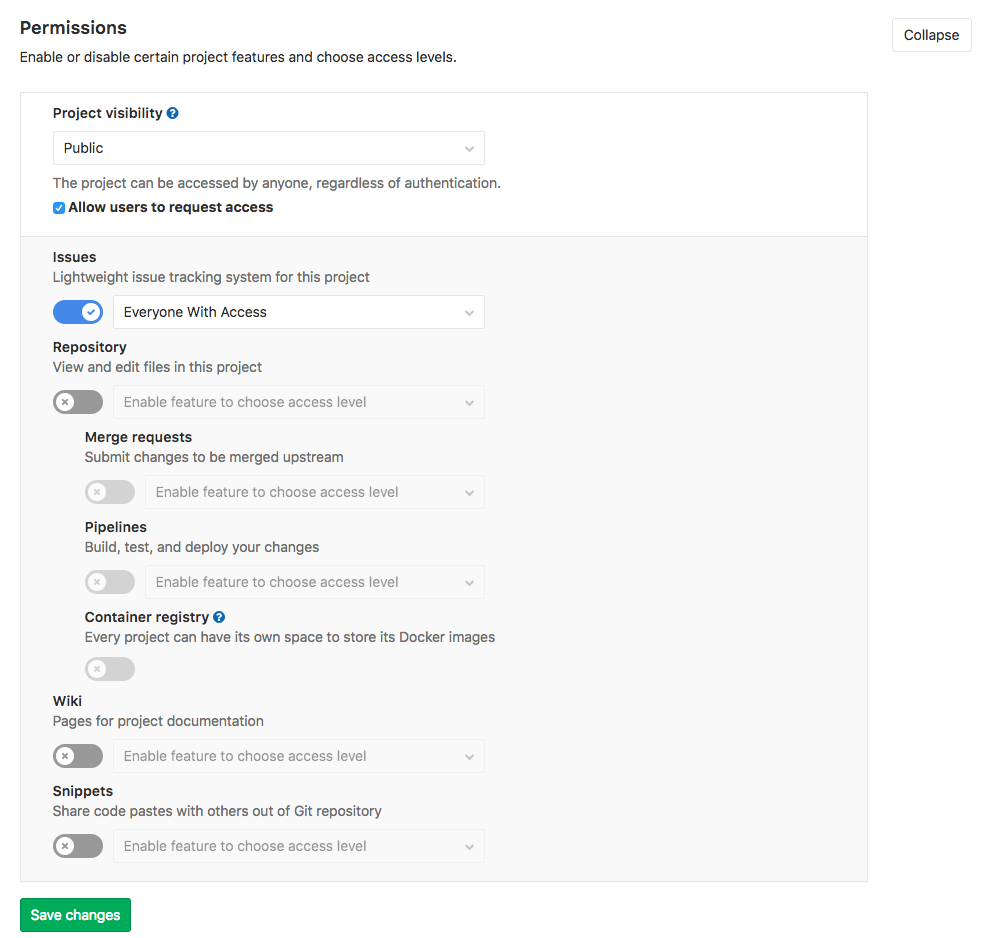 Permissions
Collapse
Enable or disable certain project features and choose access levels.
Project visibility ?
Public
The project can be accessed by anyone, regardless of authentication.
Allow users to request access
Issues
Lightweight issue tracking system for this project
Everyone With Access
Repository
View and edit files in this project
Enable feature to choose access level
Merge requests
Submit changes to be merged upstream
Enable feature to choose access level
Pipelines
Build, test, and deploy your changes
Enable feature to choose access level
Container registry ?
Every project can have its own space to store its Docker images
Wiki
Pages for project documentation
Enable feature to choose access level
Snippets
Share code pastes with others out of Git repository
Enable feature to choose access level
Save changes